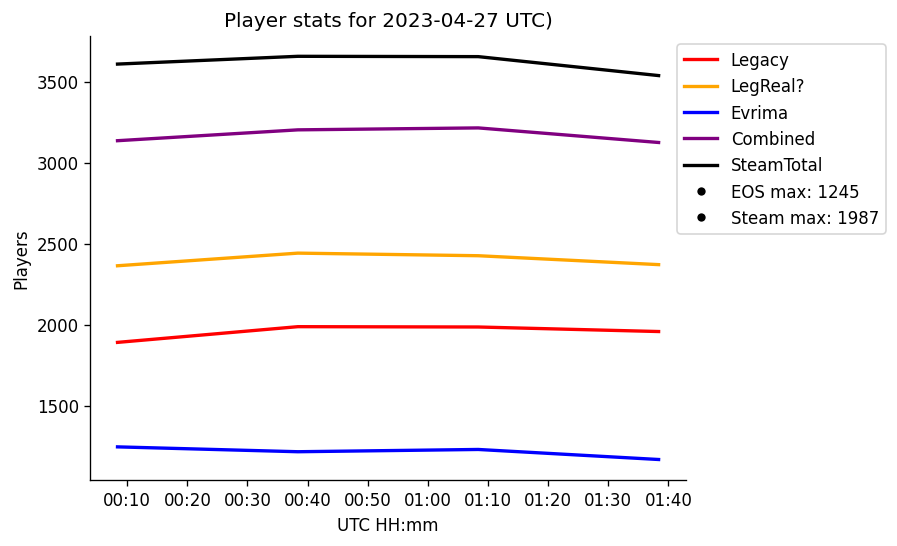 Player stats for 2023-04-27 UTC)
Legacy
LegReal?
Evrima
Combined
SteamTotal
EOS max: 1245
Steam max: 1987
Players
3500
3000
2500
2000
1500
00:10 00:20 00:30 00:40 00:50 01:00 01:10 01:20 01:30 01:40
UTC HH:mm